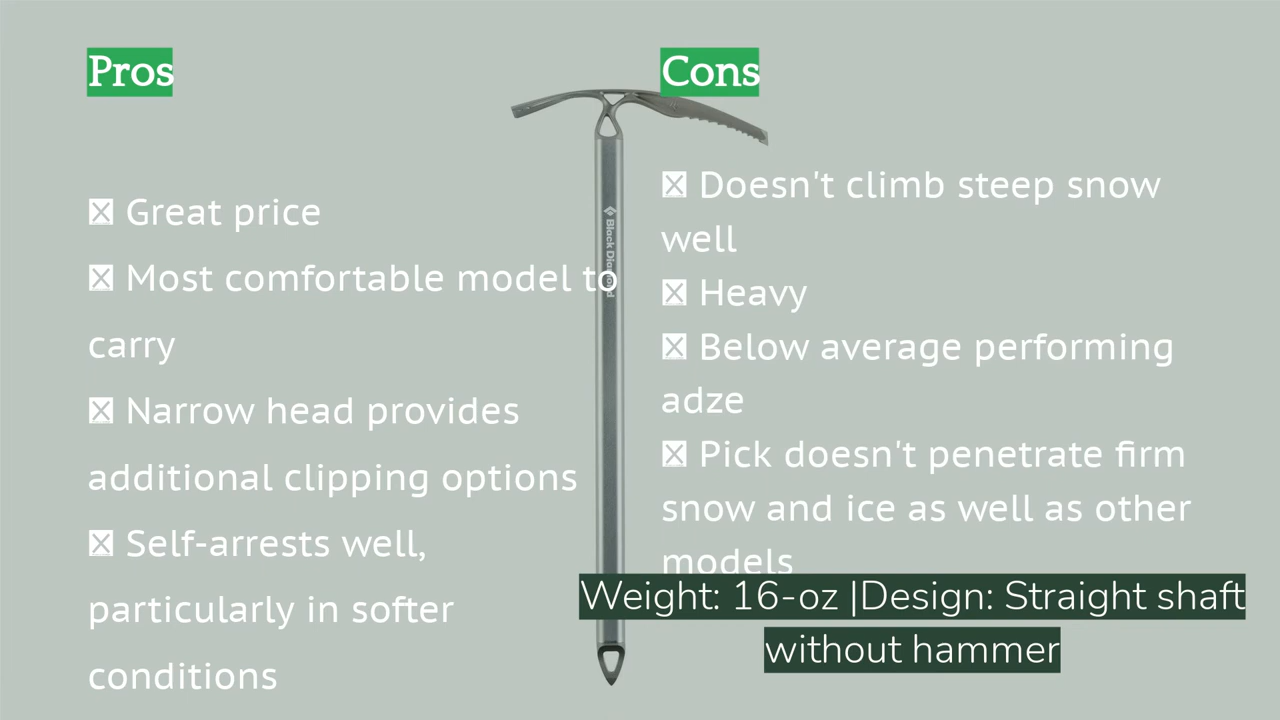 Pros
☒ Great price
☒ Most comfortable model to
carry
☒ Narrow head provides
additional clipping options
☒ Self-arrests well,
particularly in softer
conditions
Black Diamond
Cons
☒ Doesn't climb steep snow
well
☒ Heavy
☒ Below average performing
adze
☒ Pick doesn't penetrate firm
snow and ice as well as other
models
Weight: 16-oz |Design: Straight shaft
without hammer